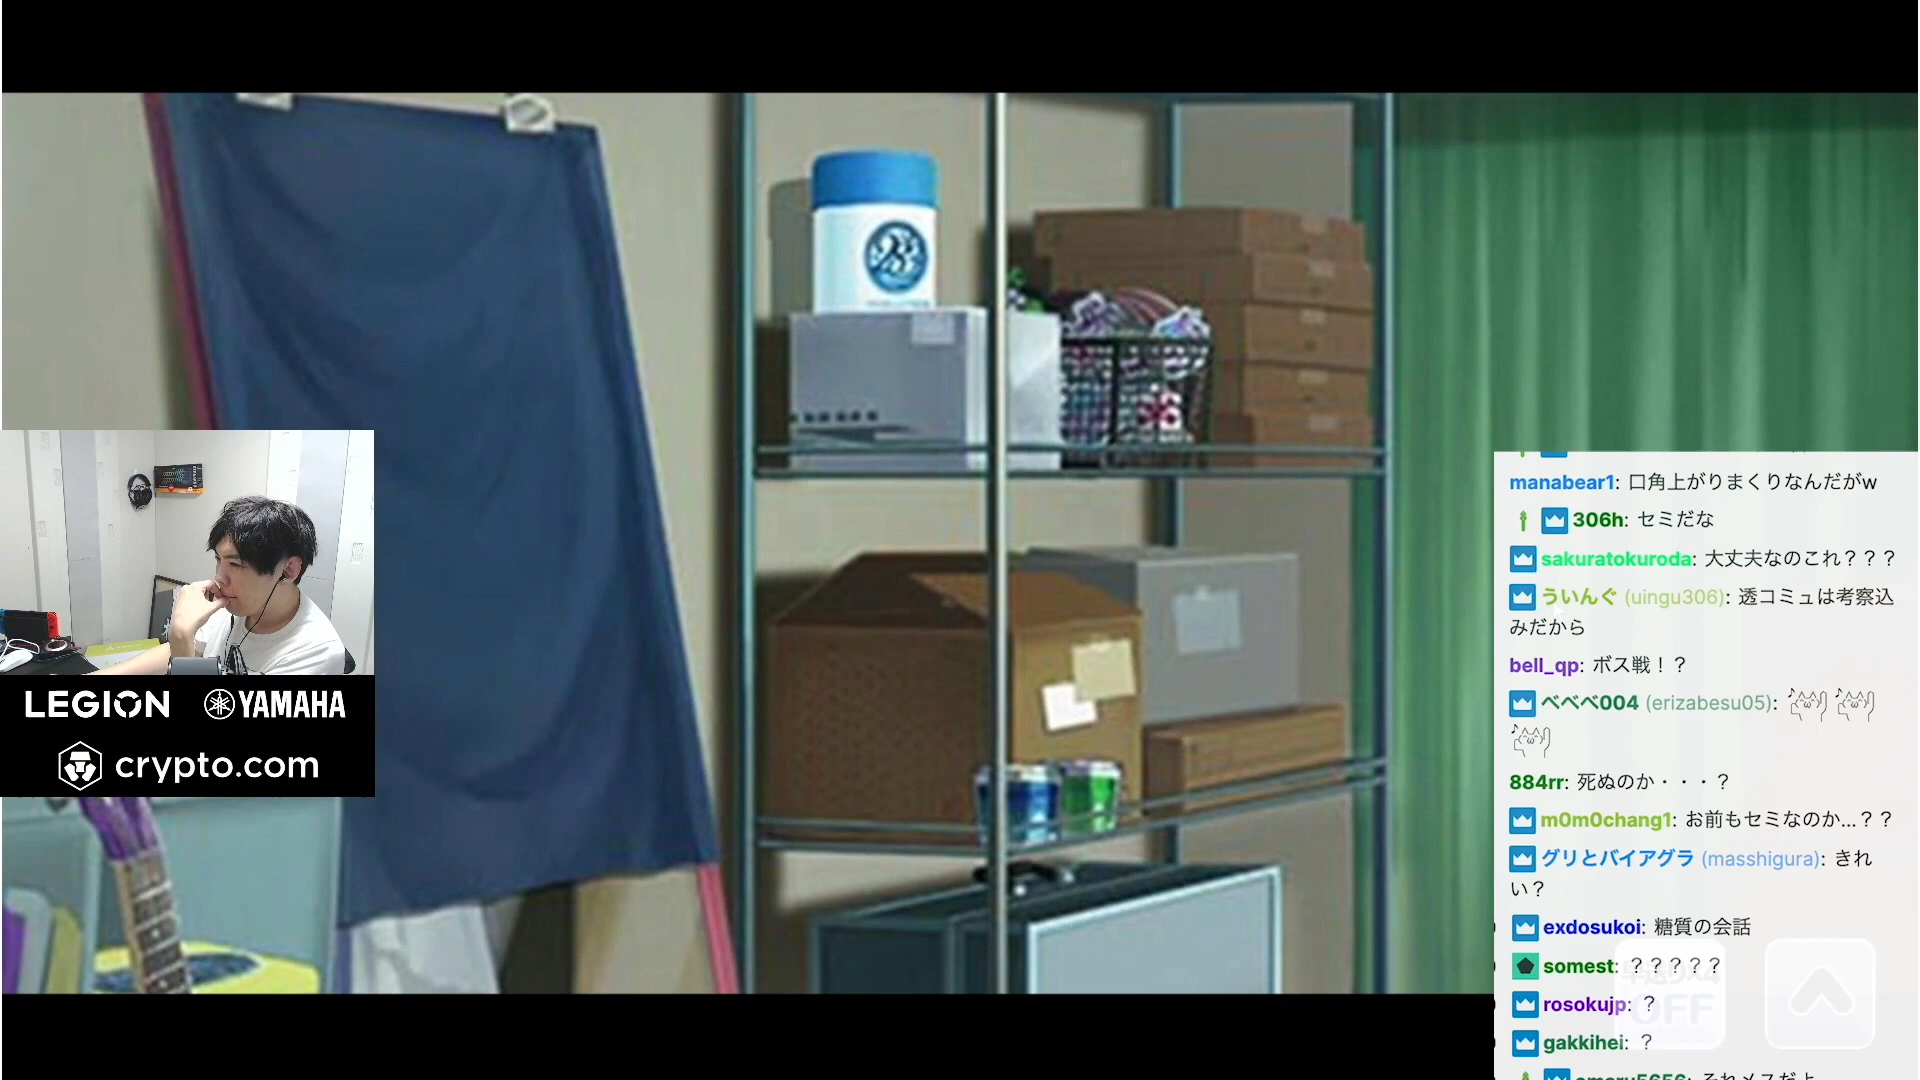 LEGION YAMAHA
crypto.com
manabear1: 口角上がりまくりなんだがw
306h: セミだな
sakuratokuroda: 大丈夫なのこれ？？？
ういんぐ (uingu306): 透コミュは考察込
みだから
bell_qp: ボス戦！？
べべべ004 (erizabesu05):
884rr: 死ぬのか・・・？
m0m0chang1: お前もセミなのか...？？
グリとバイアグラ (masshigura): きれ
い？
exdosukoi: 糖質の会話
somest: ？？？？？
rosokujp: ？
OFF
gakkihei: ？